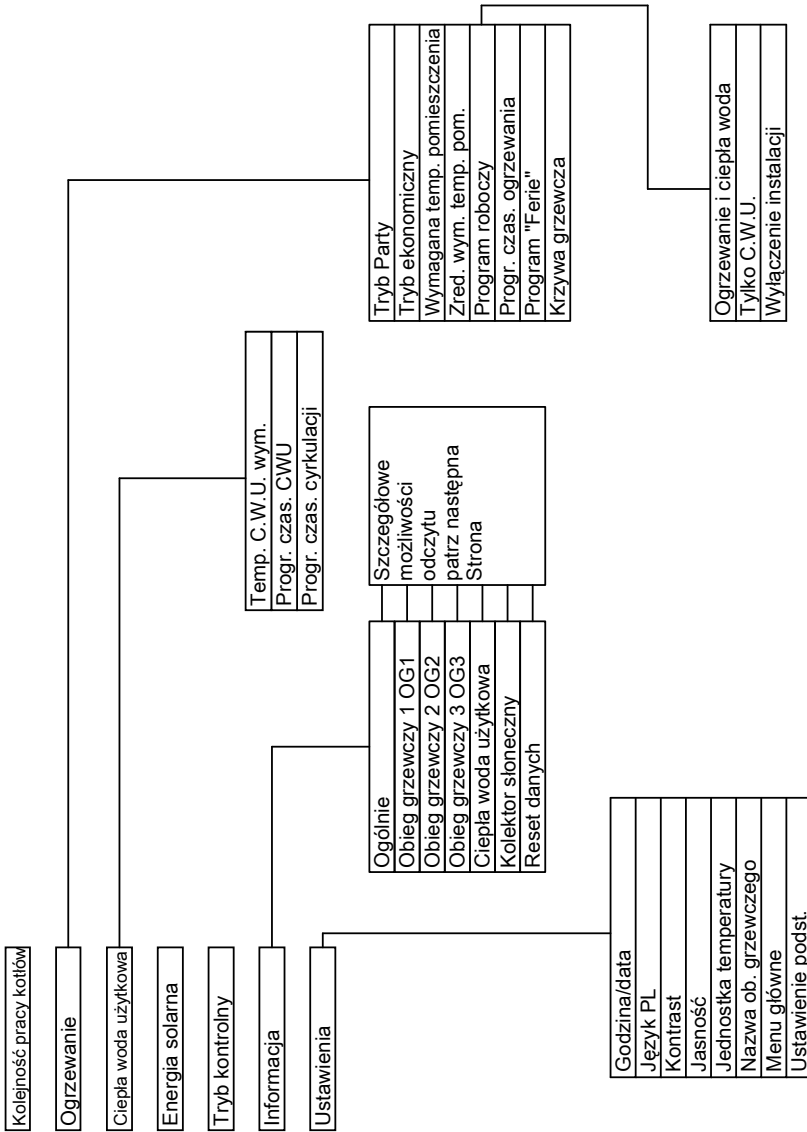 Kolejność pracy kotłów
Ogrzewanie
Ciepła woda użytkowa
Energia solarna
Tryb kontrolny
Informacja
Ustawienia
Temp. C.W.U. wym.
Progr. czas. CWU
Progr. czas. cyrkulacji
Tryb Party
Tryb ekonomiczny
Wymagana temp. pomieszczenia
Zred. wym. temp. pom.
Program roboczy
Progr. czas. ogrzewania
Program "Ferie"
Krzywa grzewcza
Ogólnie
Obieg grzewczy 1 OG1
Obieg grzewczy 2 OG2
Obieg grzewczy 3 OG3
Ciepła woda użytkowa
Kolektor słoneczny
Reset danych
Szczegółowe
możliwości
odczytu
patrz następna
Strona
Ogrzewanie i ciepła woda
Tylko C.W.U.
Wyłączenie instalacji
Godzina/data
Język PL
Kontrast
Jasność
Jednostka temperatury
Nazwa ob. grzewczego
Menu główne
Ustawienie podst.